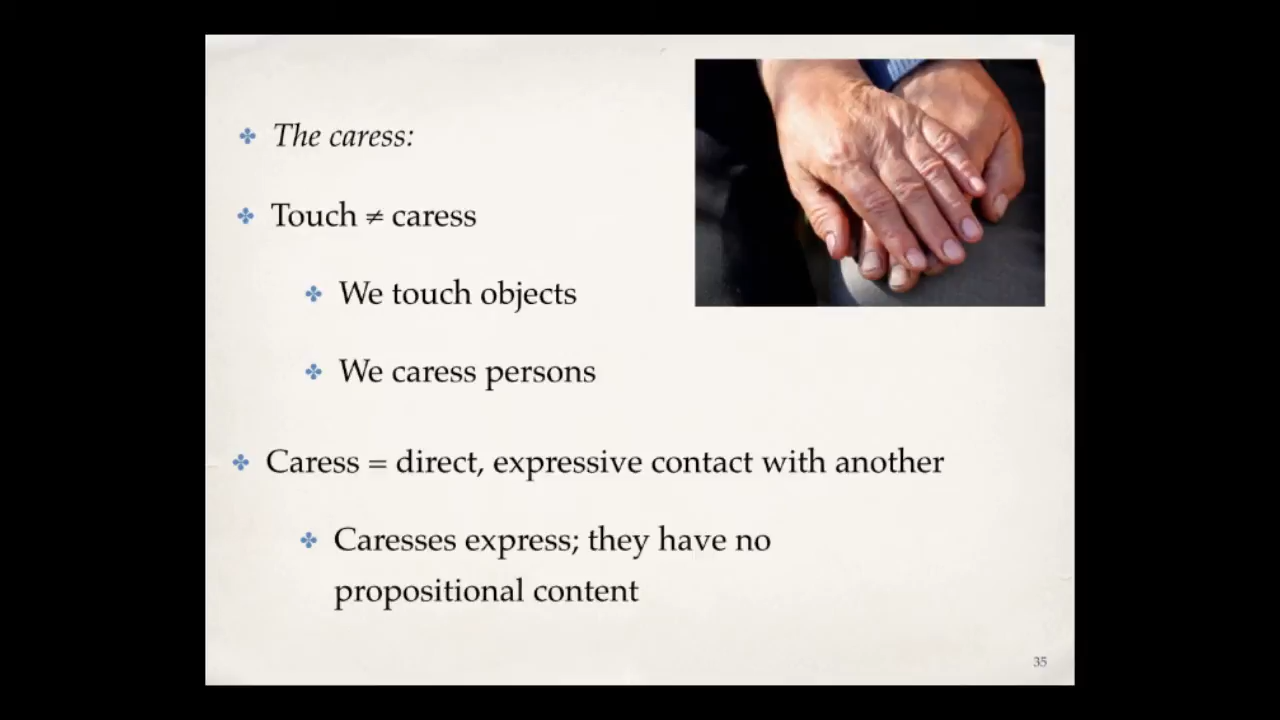 The caress:
Touch ≠ caress
We touch objects
We caress persons
Caress = direct, expressive contact with another
Caresses express; they have no
propositional content
35